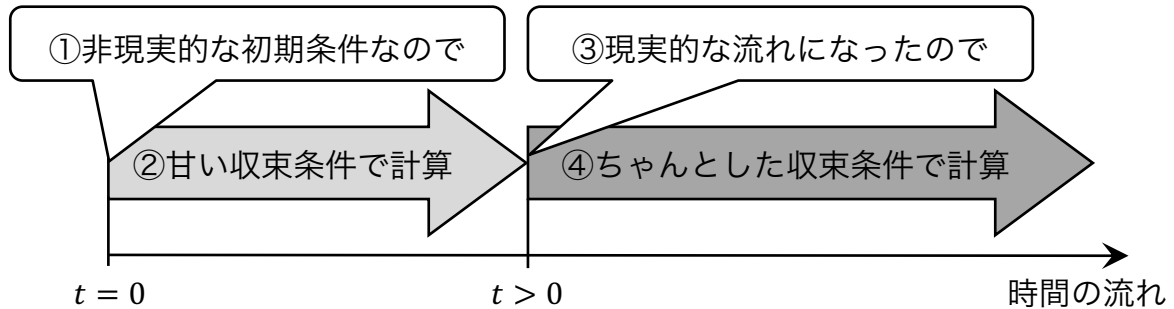 ①非現実的な初期条件なので
③現実的な流れになったので
②甘い収束条件で計算
④ちゃんとした収束条件で計算
t = 0
t > 0
時間の流れ